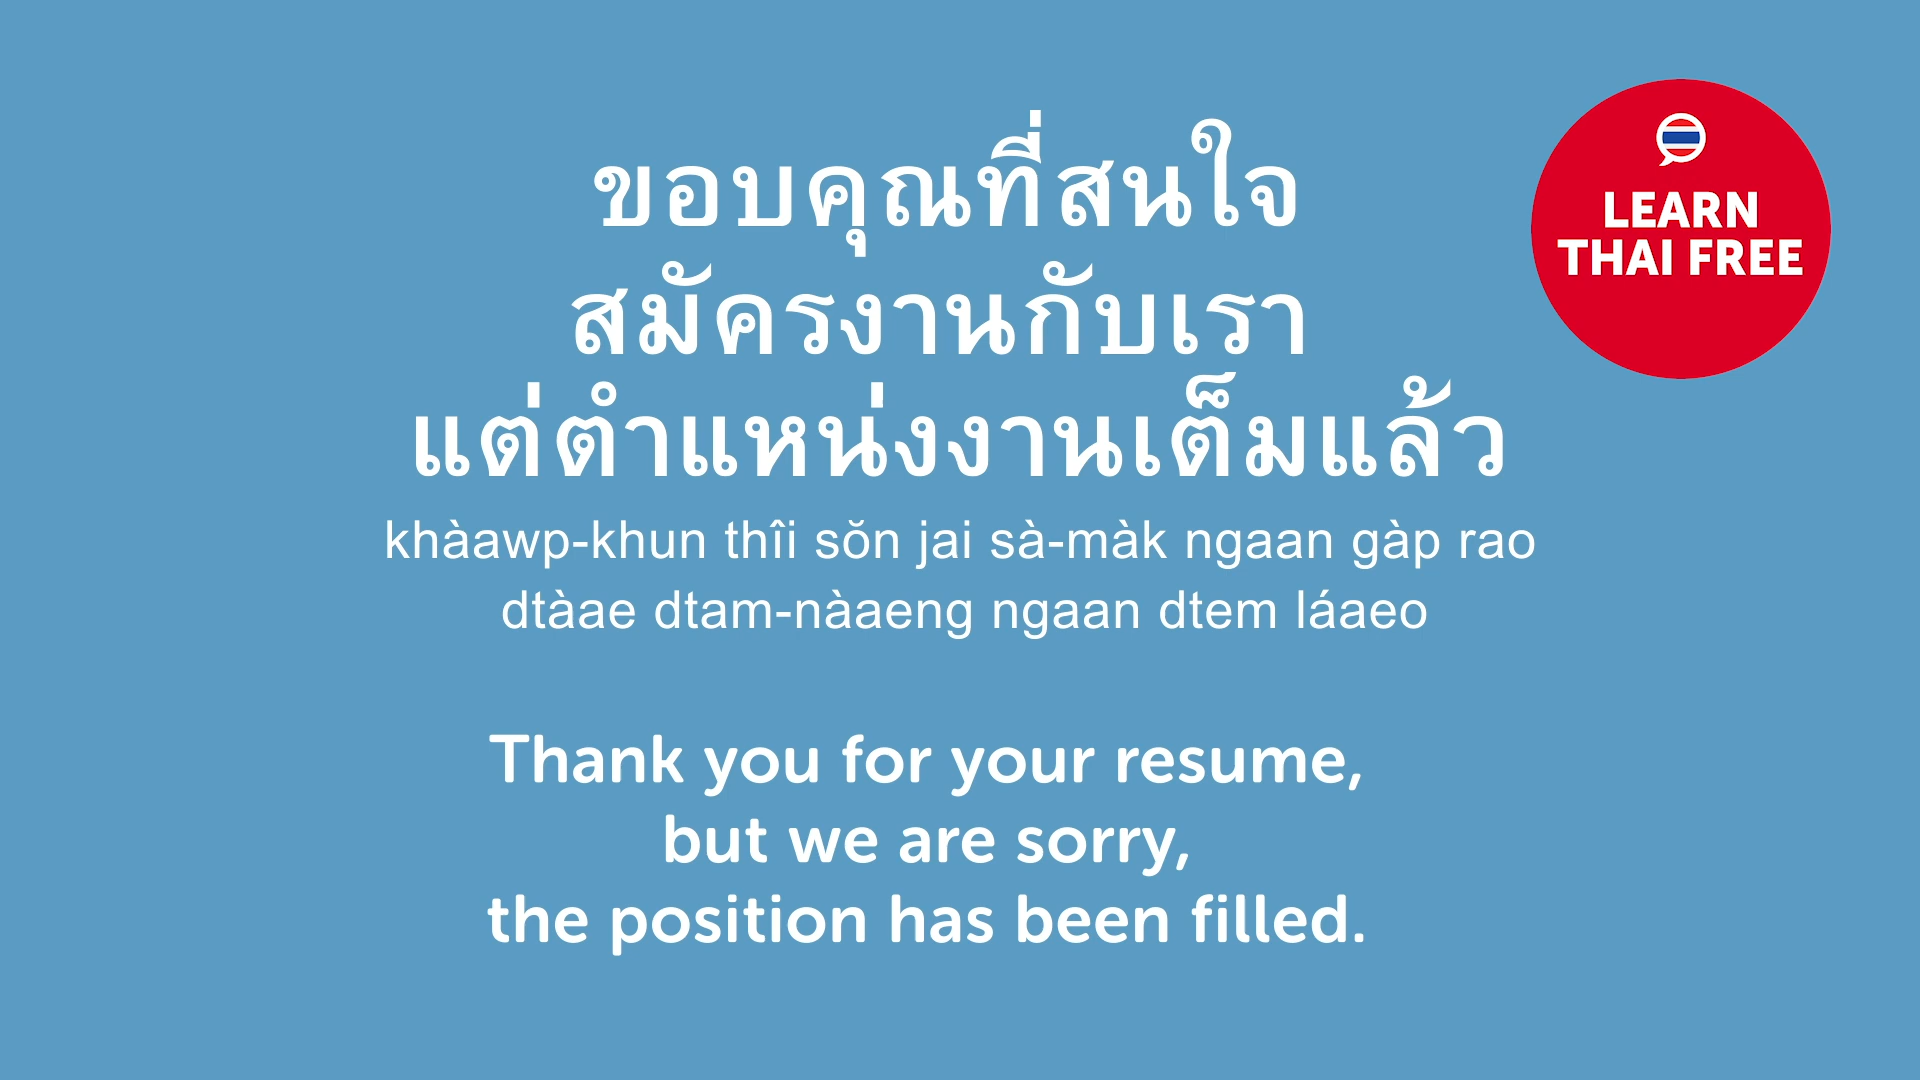 ขอบคุณที่สนใจ
สมัครงานกับเรา
แต่ตำแหน่งงานเต็มแล้ว
khàawp-khun thîi sŏn jai sà-màk ngaan gàp rao
dtàae dtam-nàaeng ngaan dtem láaeo
Thank you for your resume,
but we are sorry,
the position has been filled.
LEARN
THAI FREE